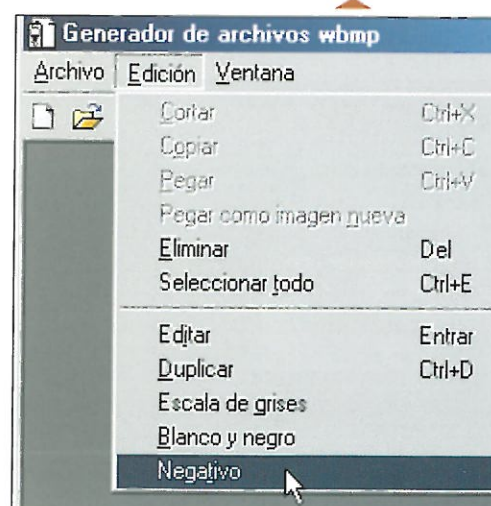 Generador de archivos wbmp
Archivo Edición Ventana
Cortar Ctrl+X
Copiar Ctrl+C
Pegar Ctrl+V
Pegar como imagen nueva
Eliminar Del
Seleccionar todo Ctrl+E
Editar Entrar
Duplicar Ctrl+D
Escala de grises
Blanco y negro
Negativo